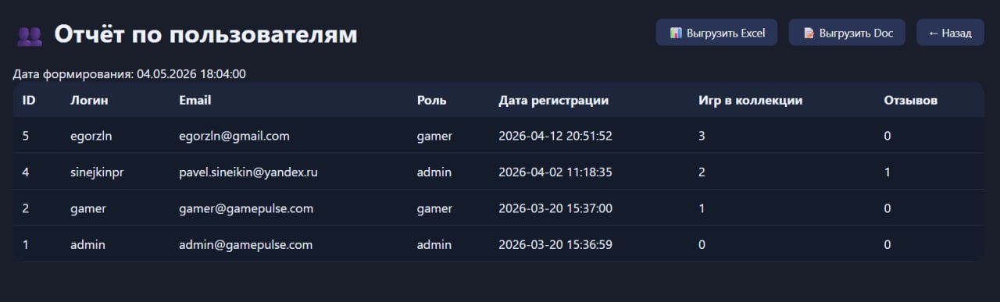 Отчёт по пользователям
Выгрузить Excel
Выгрузить Doc
← Назад
Дата формирования: 04.05.2026 18:04:00
ID Логин Email Роль Дата регистрации Игр в коллекции Отзывов
5 egorzln egorzln@gmail.com gamer 2026-04-12 20:51:52 3 0
4 sinejkinpr pavel.sineikin@yandex.ru admin 2026-04-02 11:18:35 2 1
2 gamer gamer@gamepulse.com gamer 2026-03-20 15:37:00 1 0
1 admin admin@gamepulse.com admin 2026-03-20 15:36:59 0 0